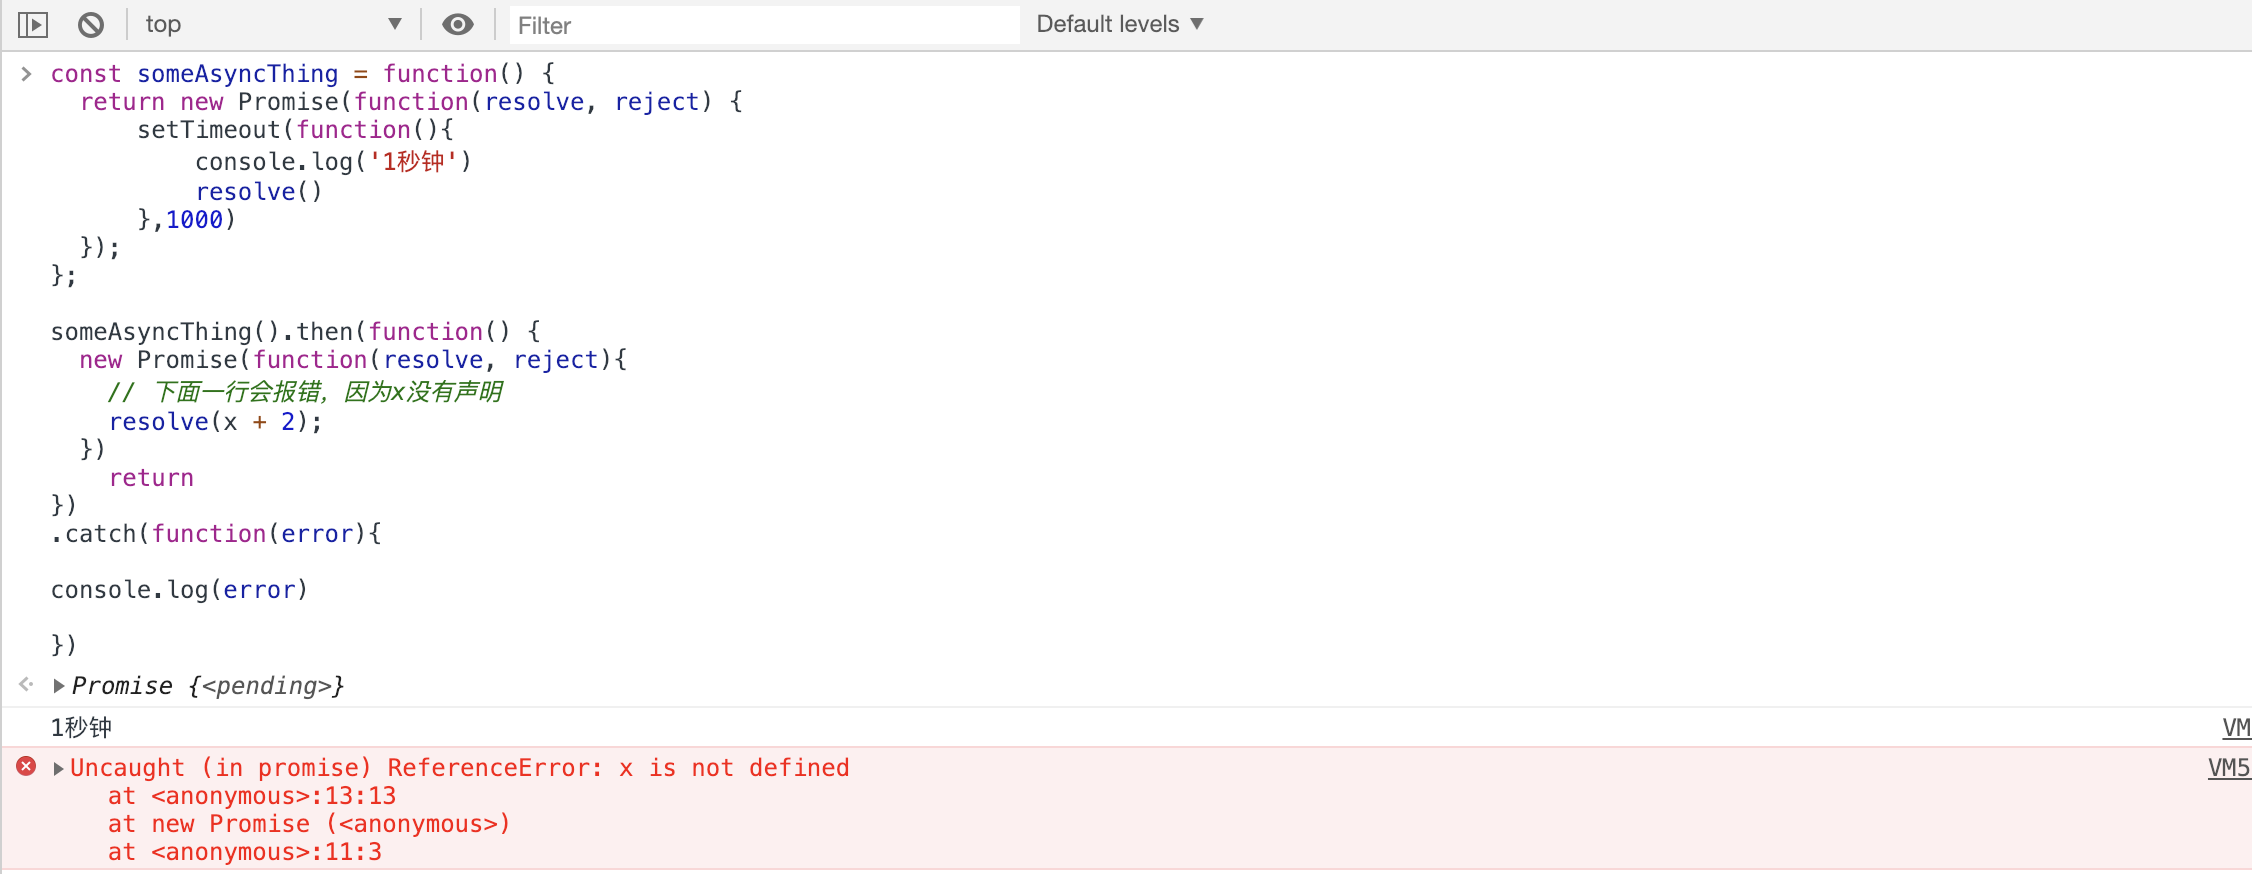 top
Filter
Default levels
const someAsyncThing = function() {
  return new Promise(function(resolve, reject) {
      setTimeout(function(){
          console.log('1秒钟')
          resolve()
      },1000)
  });
};
someAsyncThing().then(function() {
  new Promise(function(resolve, reject){
    // 下面一行会报错，因为x没有声明
    resolve(x + 2);
  })
    return
})
.catch(function(error){
console.log(error)
})
Promise {<pending>}
1秒钟
VM
Uncaught (in promise) ReferenceError: x is not defined
VM5
    at <anonymous>:13:13
    at new Promise (<anonymous>)
    at <anonymous>:11:3